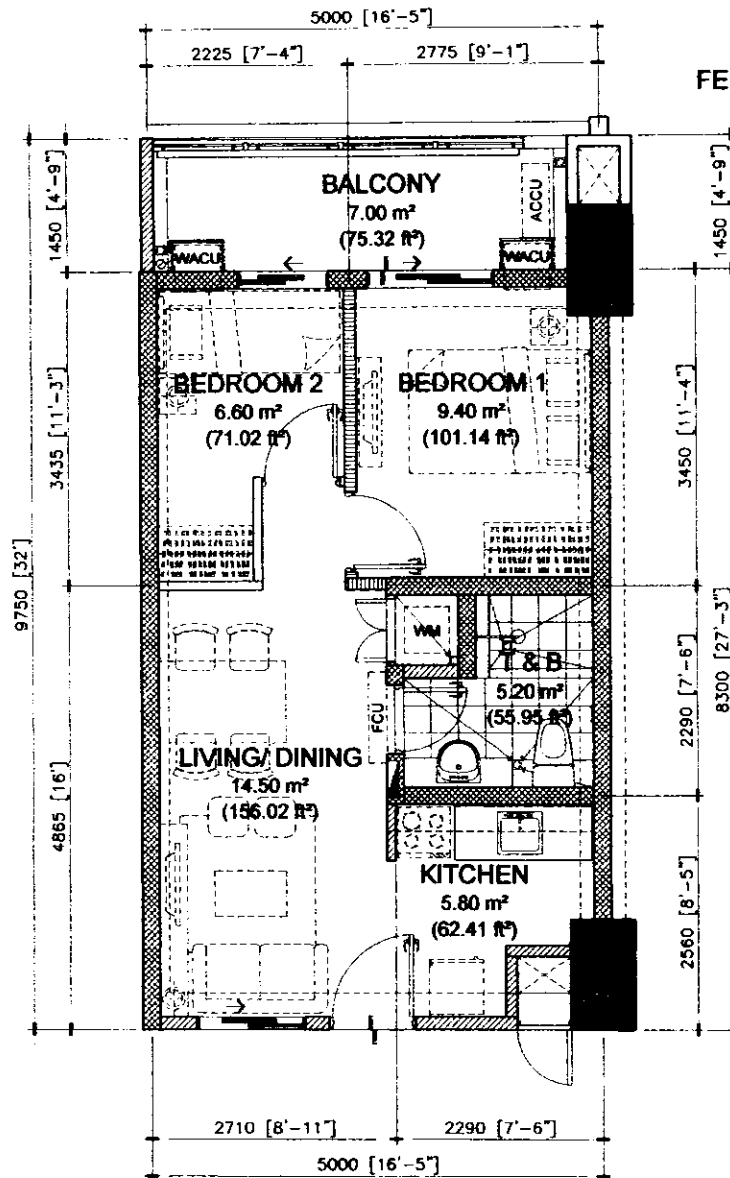 5000 [16'-5"]
2225 [7'-4"]
2775 [9'-1"]
FE
1450 [4'-9"]
1450 [4'-9"]
BALCONY
7.00 m²
(75.32 ft²)
ACCU
WACU
WACU
BEDROOM 2
6.60 m²
(71.02 ft²)
BEDROOM 1
9.40 m²
(101.14 ft²)
3435 [11'-3"]
3450 [11'-4"]
9750 [32']
8300 [27'-3"]
WM
T & B
5.20 m²
(55.95 ft²)
2290 [7'-6"]
FCU
LIVING/ DINING
14.50 m²
(156.02 ft²)
4865 [16']
KITCHEN
5.80 m²
(62.41 ft²)
2560 [8'-5"]
2710 [8'-11"]
2290 [7'-6"]
5000 [16'-5"]